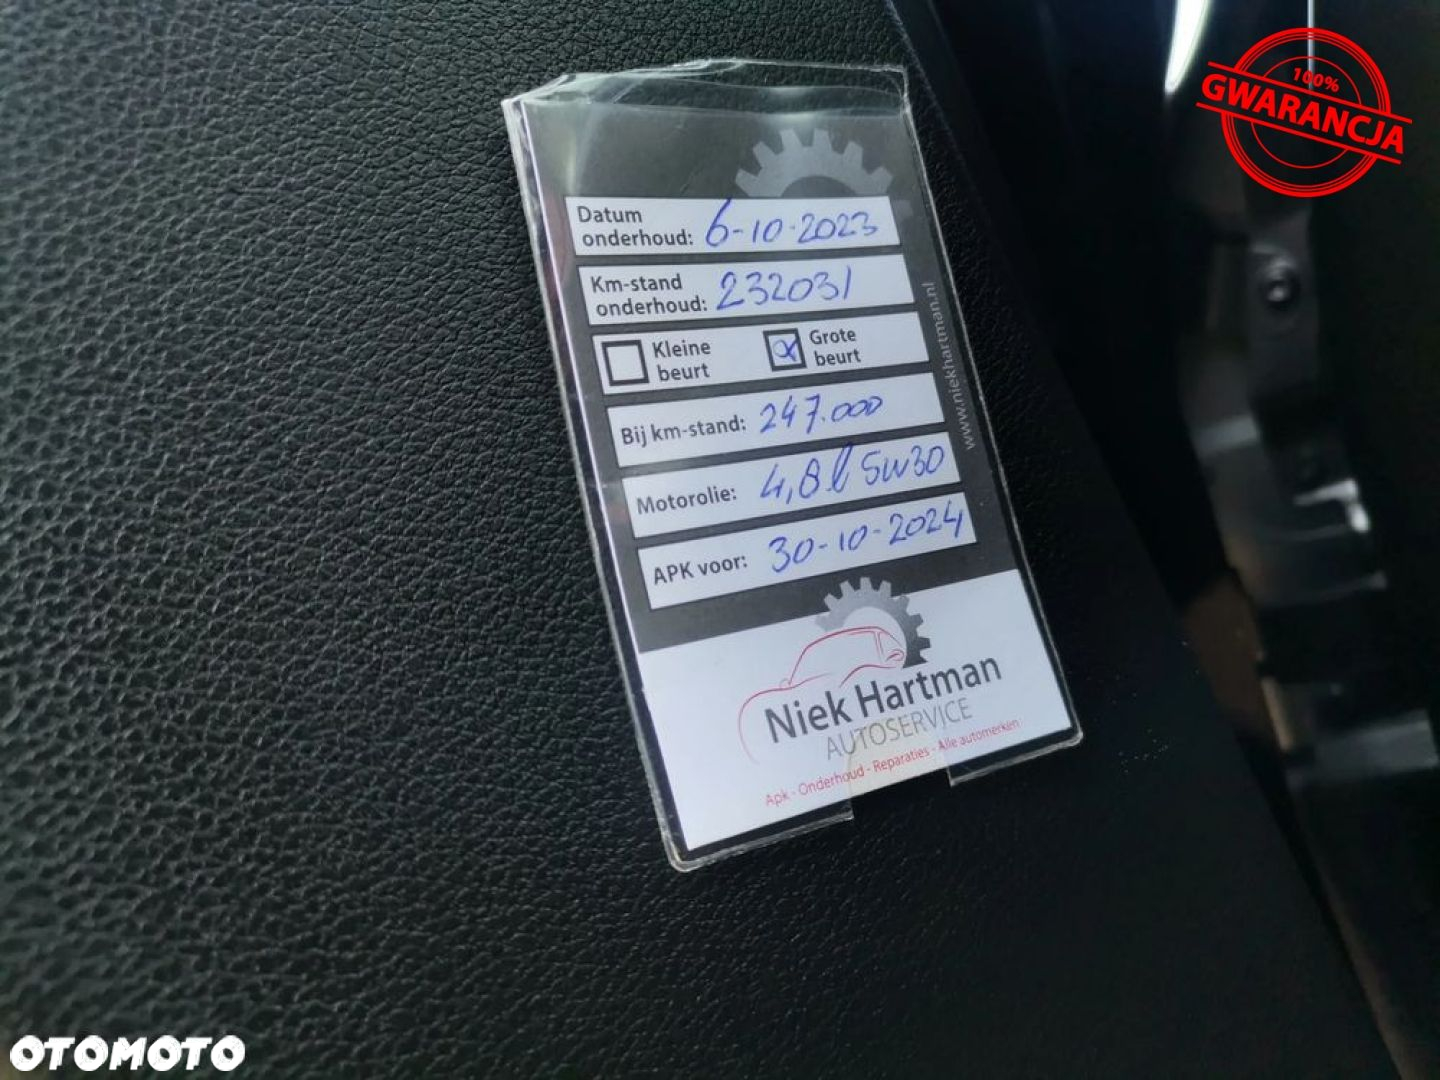 100%
GWARANCJA
Datum
onderhoud: 6-10-2023
Km-stand
onderhoud: 232031
Kleine
beurt
Grote
beurt
Bij km-stand: 247.000
Motorolie: 4,8l 5W30
APK voor: 30-10-2024
www.niekhartman.nl
Niek Hartman
AUTOSERVICE
Apk - Onderhoud - Reparaties - Alle automerken
OTOMOTO